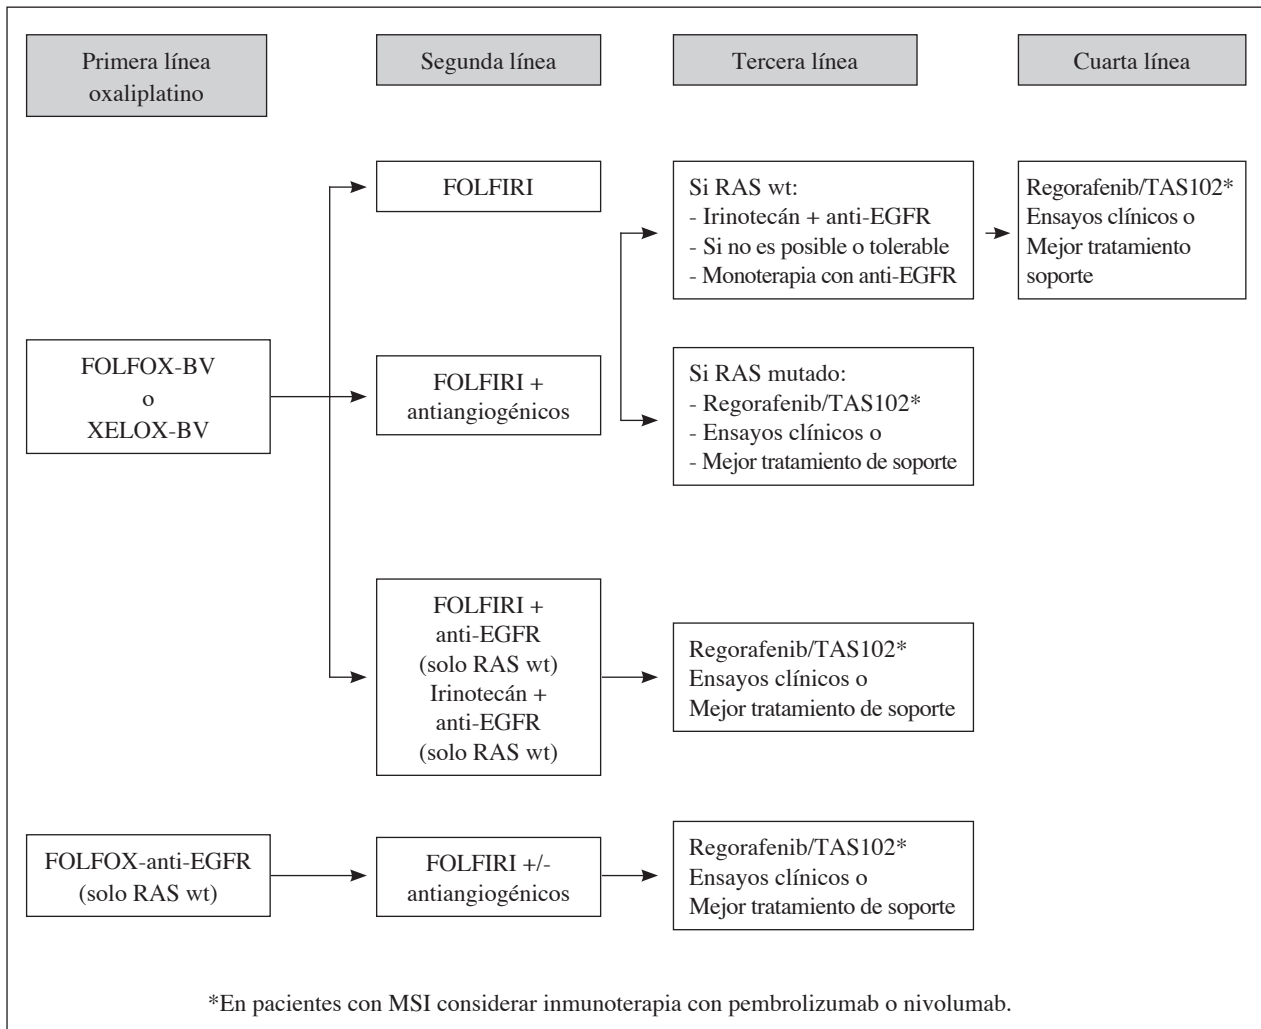 Primera línea
oxaliplatino
Segunda línea
Tercera línea
Cuarta línea
FOLFOX-BV
o
XELOX-BV
FOLFIRI
FOLFIRI +
antiangiogénicos
Si RAS wt:
- Irinotecán + anti-EGFR
- Si no es posible o tolerable
- Monoterapia con anti-EGFR
Regorafenib/TAS102*
Ensayos clínicos o
Mejor tratamiento
soporte
Si RAS mutado:
- Regorafenib/TAS102*
- Ensayos clínicos o
- Mejor tratamiento de soporte
FOLFIRI +
anti-EGFR
(solo RAS wt)
Irinotecán +
anti-EGFR
(solo RAS wt)
Regorafenib/TAS102*
Ensayos clínicos o
Mejor tratamiento de soporte
FOLFOX-anti-EGFR
(solo RAS wt)
FOLFIRI +/-
antiangiogénicos
Regorafenib/TAS102*
Ensayos clínicos o
Mejor tratamiento de soporte
*En pacientes con MSI considerar inmunoterapia con pembrolizumab o nivolumab.